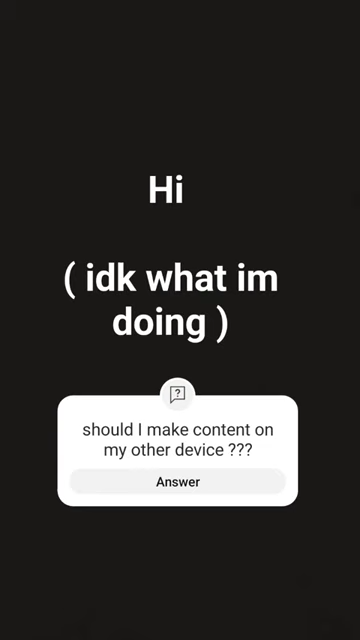 Hi
( idk what im
doing )
should I make content on
my other device ???
Answer